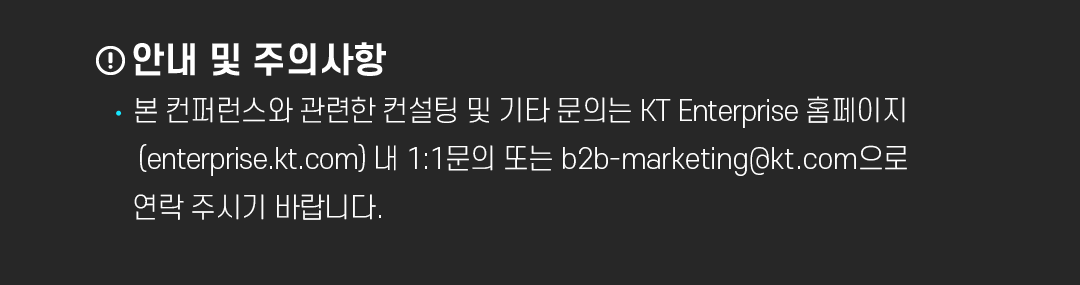 안내 및 주의사항
• 본 컨퍼런스와 관련한 컨설팅 및 기타 문의는 KT Enterprise 홈페이지
(enterprise.kt.com) 내 1:1문의 또는 b2b-marketing@kt.com으로
연락 주시기 바랍니다.